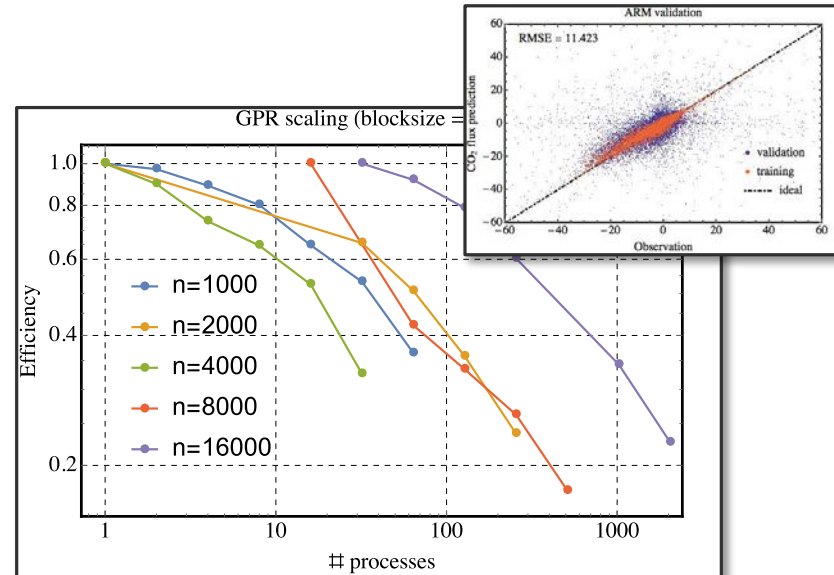 ARM validation
RMSE = 11.423
CO2 flux prediction
60
40
20
0
-20
-40
60
validation
training
ideal
-60
-40
-20
0
20
40
60
Observation
GPR scaling (blocksize =
Efficiency
1.0
0.8
0.6
0.4
0.2
n=1000
n=2000
n=4000
n=8000
n=16000
1
10
100
1000
# processes